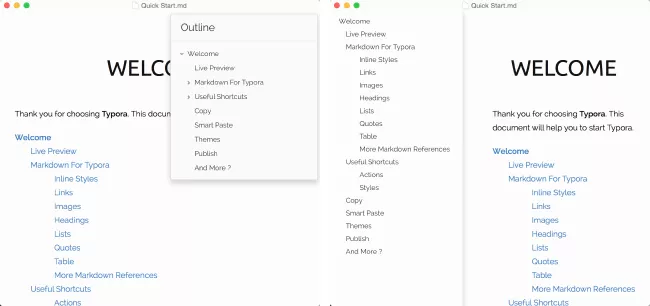 Quick Start.md
WELCO
Thank you for choosing Typora. This docum
Welcome
Live Preview
Markdown For Typora
Inline Styles
Links
Images
Headings
Lists
Quotes
Table
More Markdown References
Useful Shortcuts
Actions
Outline
Welcome
Live Preview
Markdown For Typora
Useful Shortcuts
Copy
Smart Paste
Themes
Publish
And More ?
Quick Start.md
Welcome
Live Preview
Markdown For Typora
Inline Styles
Links
Images
Headings
Lists
Quotes
Table
More Markdown References
Useful Shortcuts
Actions
Styles
Copy
Smart Paste
Themes
Publish
And More ?
WELCOME
Thank you for choosing Typora. This
document will help you to start Typora.
Welcome
Live Preview
Markdown For Typora
Inline Styles
Links
Images
Headings
Lists
Quotes
Table
More Markdown References
Useful Shortcuts